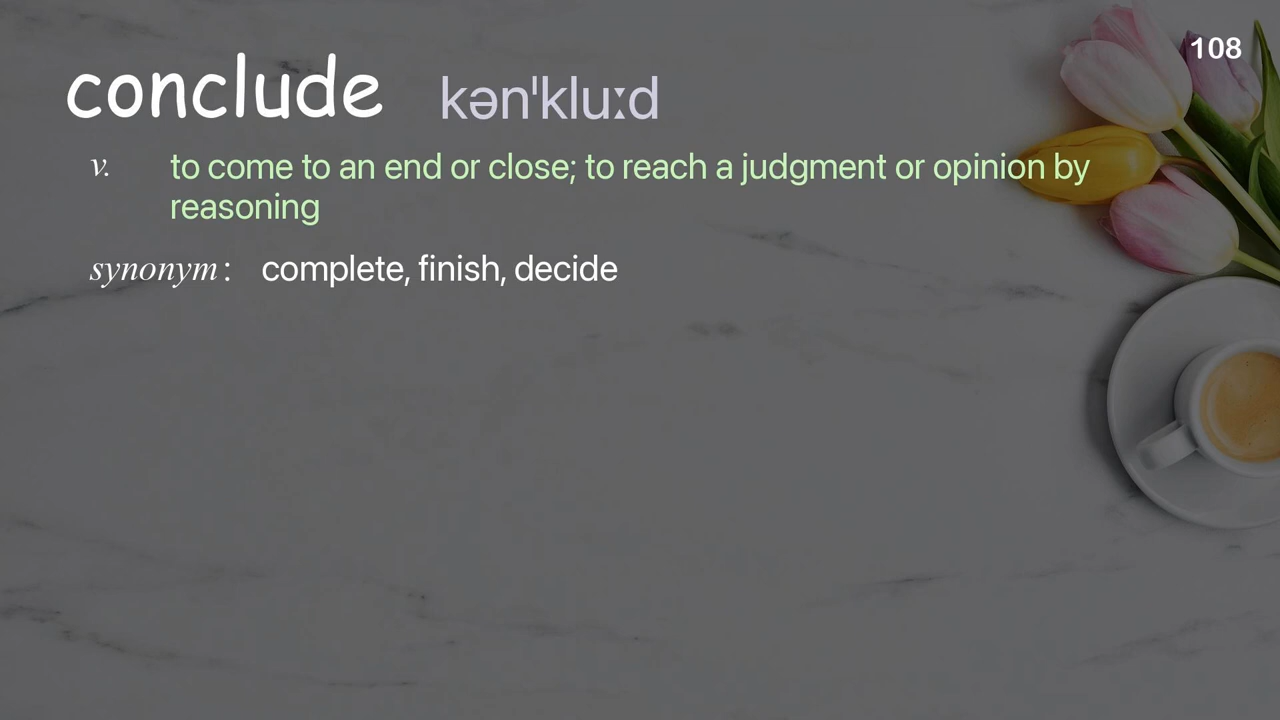 108
conclude kən'kluːd
v. to come to an end or close; to reach a judgment or opinion by
reasoning
synonym: complete, finish, decide